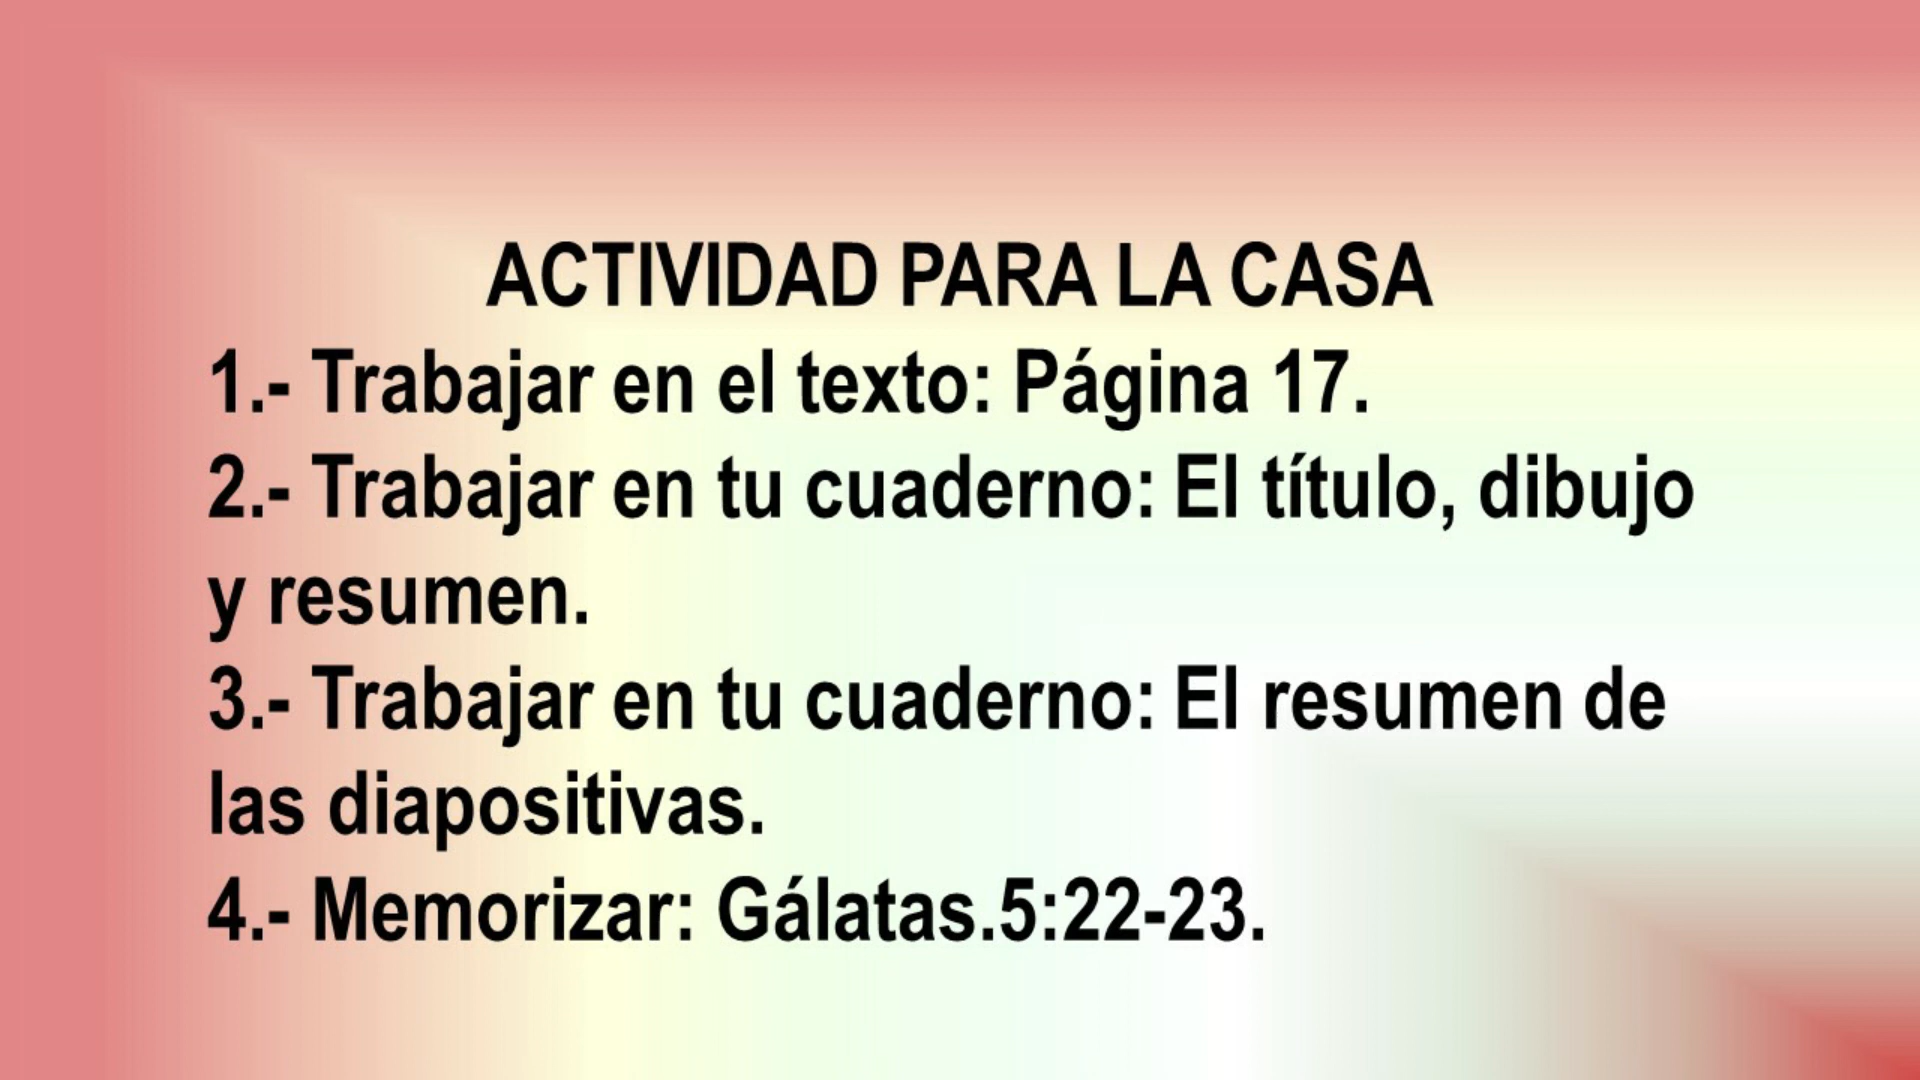 ACTIVIDAD PARA LA CASA
1.- Trabajar en el texto: Página 17.
2.- Trabajar en tu cuaderno: El título, dibujo
y resumen.
3.- Trabajar en tu cuaderno: El resumen de
las diapositivas.
4.- Memorizar: Gálatas.5:22-23.